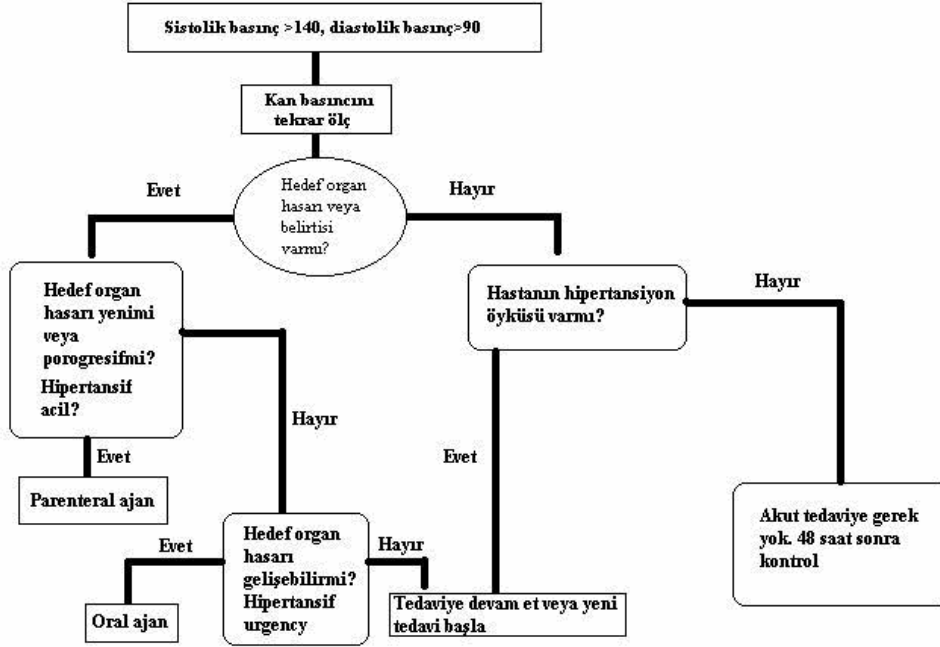 Sistolik basınç >140, diastolik basınç>90
Kan basıncını
tekrar ölç
Evet
Hedef organ
hasarı veya
belirtisi
varmı?
Hayır
Hedef organ
hasarı yenimi
veya
porogresifmi?
Hipertansif
acil?
Hastanın hipertansiyon
öyküsü varmı?
Hayır
Hayır
Evet
Evet
Parenteral ajan
Akut tedaviye gerek
yok. 48 saat sonra
kontrol
Evet
Hedef organ
hasarı
gelişebilirmi?
Hipertansif
urgency
Hayır
Oral ajan
Tedaviye devam et veya yeni
tedavi başla